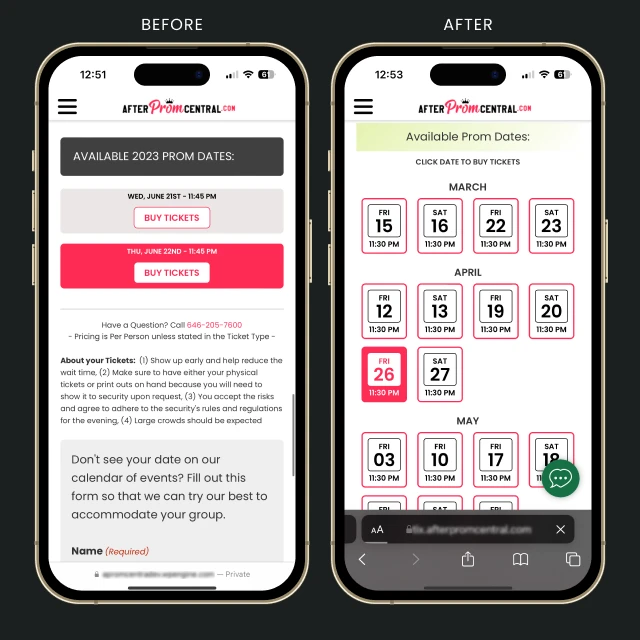 BEFORE
12:51
AFTER Prom CENTRAL.COM
AVAILABLE 2023 PROM DATES:
WED, JUNE 21ST - 11:45 PM
BUY TICKETS
THU, JUNE 22ND - 11:45 PM
BUY TICKETS
Have a Question? Call 646-205-7600
- Pricing is Per Person unless stated in the Ticket Type -
About your Tickets: (1) Show up early and help reduce the
wait time, (2) Make sure to have either your physical
tickets or print outs on hand because you will need to
show it to security upon request, (3) You accept the risks
and agree to adhere to the security's rules and regulations
for the evening, (4) Large crowds should be expected
Don't see your date on our
calendar of events? Fill out this
form so that we can try our best to
accommodate your group.
Name (Required)
— Private
AFTER
12:53
AFTER Prom CENTRAL.COM
Available Prom Dates:
CLICK DATE TO BUY TICKETS
MARCH
FRI SAT FRI SAT
15 16 22 23
11:30 PM 11:30 PM 11:30 PM 11:30 PM
APRIL
FRI SAT FRI SAT
12 13 19 20
11:30 PM 11:30 PM 11:30 PM 11:30 PM
FRI SAT
26 27
11:30 PM 11:30 PM
MAY
FRI FRI FRI SAT
03 10 17 18
11:30 PM 11:30 PM 11:30 PM 11:30 PM
FRI SAT FRI SAT
AA